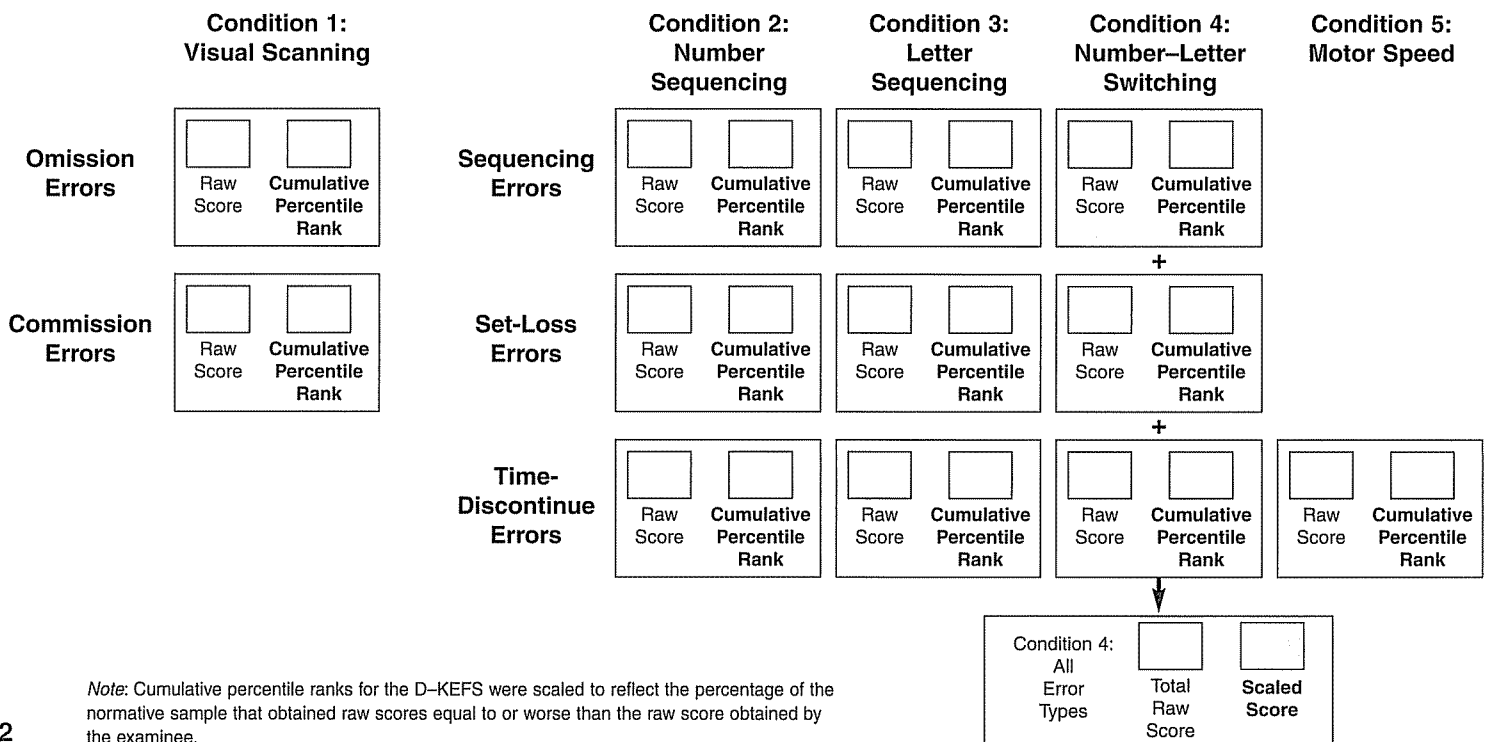 Condition 1:
Visual Scanning
Condition 2:
Number
Sequencing
Condition 3:
Letter
Sequencing
Condition 4:
Number–Letter
Switching
Condition 5:
Motor Speed
Omission
Errors
Raw
Score
Cumulative
Percentile
Rank
Sequencing
Errors
Raw
Score
Cumulative
Percentile
Rank
Raw
Score
Cumulative
Percentile
Rank
Raw
Score
Cumulative
Percentile
Rank
+
Commission
Errors
Raw
Score
Cumulative
Percentile
Rank
Set-Loss
Errors
Raw
Score
Cumulative
Percentile
Rank
Raw
Score
Cumulative
Percentile
Rank
Raw
Score
Cumulative
Percentile
Rank
+
Time-
Discontinue
Errors
Raw
Score
Cumulative
Percentile
Rank
Raw
Score
Cumulative
Percentile
Rank
Raw
Score
Cumulative
Percentile
Rank
Raw
Score
Cumulative
Percentile
Rank
Condition 4:
All
Error
Types
Total
Raw
Score
Scaled
Score
Note: Cumulative percentile ranks for the D–KEFS were scaled to reflect the percentage of the
normative sample that obtained raw scores equal to or worse than the raw score obtained by
the examinee.
2